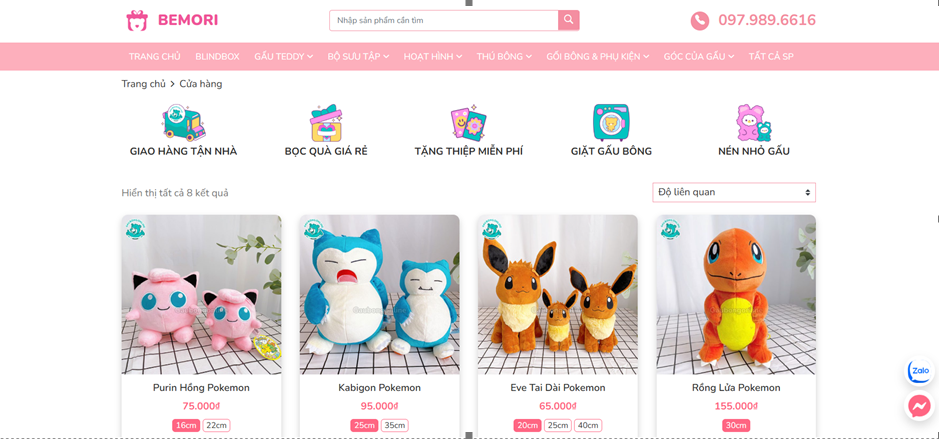 BEMORI
Nhập sản phẩm cần tìm
097.989.6616
TRANG CHỦ BLINDBOX GẤU TEDDY BỘ SƯU TẬP HOẠT HÌNH THÚ BÔNG GỐI BÔNG & PHỤ KIỆN GÓC CỦA GẤU TẤT CẢ SP
Trang chủ > Cửa hàng
GIAO HÀNG TẬN NHÀ BỌC QUÀ GIÁ RẺ TẶNG THIỆP MIỄN PHÍ GIẶT GẤU BÔNG NÉN NHỎ GẤU
Hiển thị tất cả 8 kết quả
Độ liên quan
Purin Hồng Pokemon Kabigon Pokemon Eve Tai Dài Pokemon Rồng Lửa Pokemon
75.000₫ 95.000₫ 65.000₫ 155.000₫
16cm 22cm 25cm 35cm 20cm 25cm 40cm 30cm
Zalo